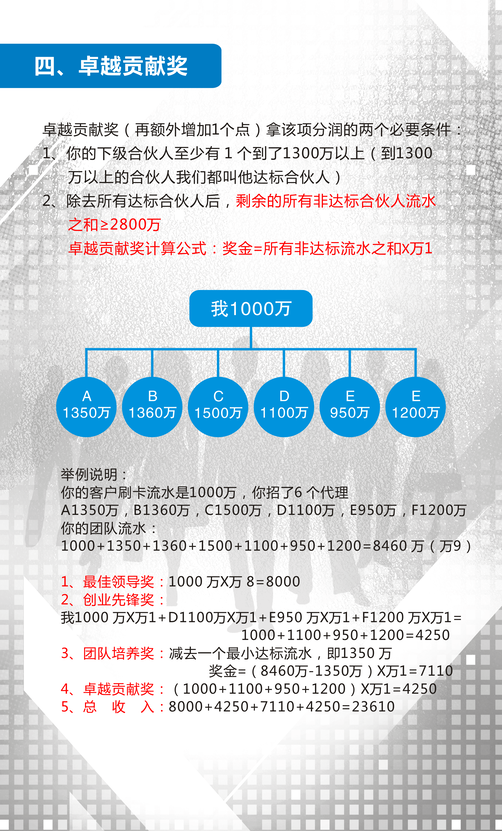 四、卓越贡献奖
卓越贡献奖（再额外增加1个点）拿该项分润的两个必要条件：
1、你的下级合伙人至少有１个到了1300万以上（到1300
万以上的合伙人我们都叫他达标合伙人）
2、除去所有达标合伙人后，剩余的所有非达标合伙人流水
之和≥2800万
卓越贡献奖计算公式：奖金=所有非达标流水之和X万1
我1000万
A
1350万
B
1360万
C
1500万
D
1100万
E
950万
E
1200万
举例说明：
你的客户刷卡流水是1000万，你招了6 个代理
A1350万，B1360万，C1500万，D1100万，E950万，F1200万
你的团队流水：
1000+1350+1360+1500+1100+950+1200=8460 万（万9）
1、最佳领导奖：1000 万X万 8=8000
2、创业先锋奖：
我1000 万X万1+D1100万X万1+E950 万X万1+F1200 万X万1=
1000+1100+950+1200=4250
3、团队培养奖：减去一个最小达标流水，即1350 万
奖金=（8460万-1350万）X万1=7110
4、卓越贡献奖：（1000+1100+950+1200）X万1=4250
5、总　收　入：8000+4250+7110+4250=23610